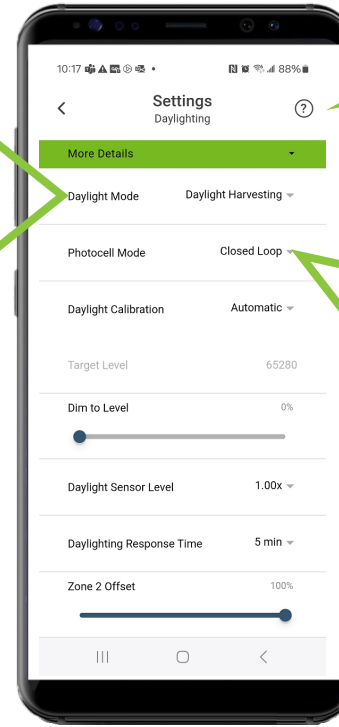 10:17 88%
Settings
Daylighting
?
More Details
Daylight Mode Daylight Harvesting
Photocell Mode Closed Loop
Daylight Calibration Automatic
Target Level 65280
Dim to Level 0%
Daylight Sensor Level 1.00x
Daylighting Response Time 5 min
Zone 2 Offset 100%